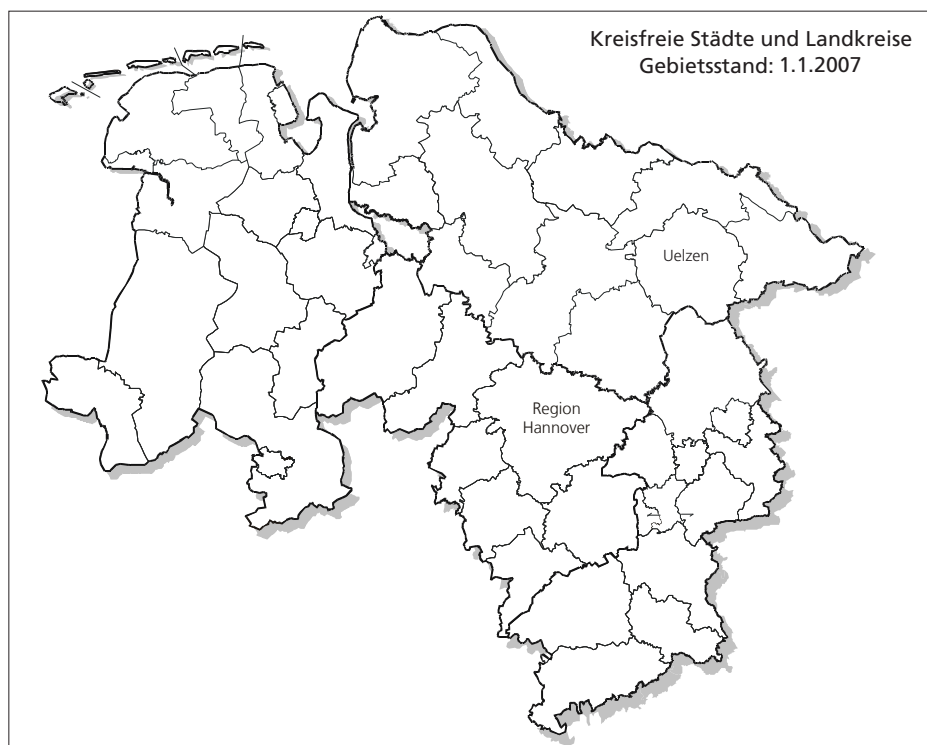 Kreisfreie Städte und Landkreise
Gebietsstand: 1.1.2007
Uelzen
Region
Hannover